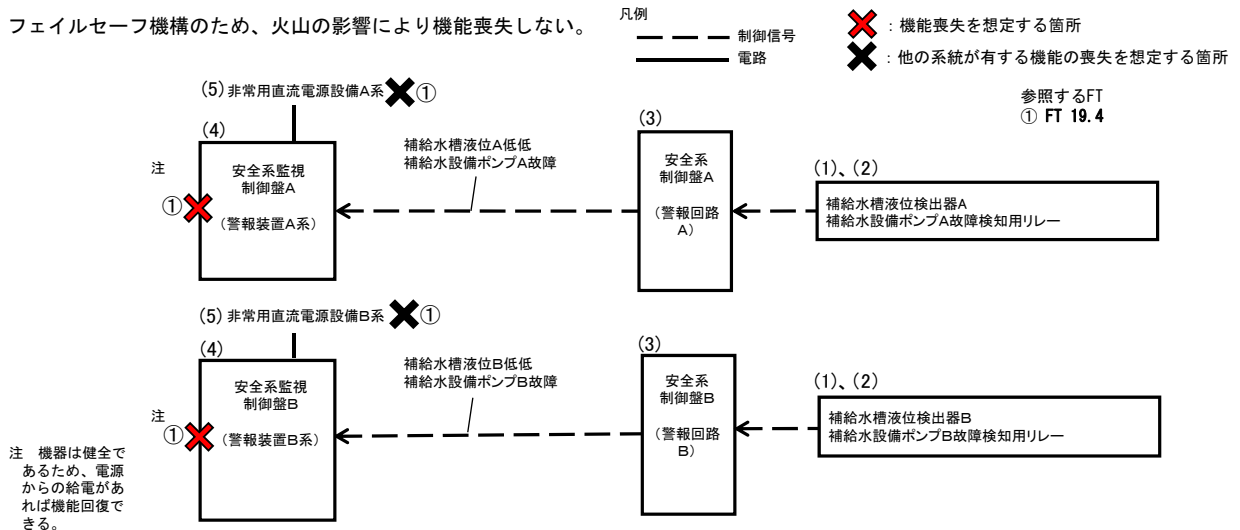 フェイルセーフ機構のため、火山の影響により機能喪失しない。
凡例
制御信号
電路
：機能喪失を想定する箇所
：他の系統が有する機能の喪失を想定する箇所
参照するFT
① FT 19.4
(5) 非常用直流電源設備A系 ①
(4)
注
①
安全系監視
制御盤A
（警報装置A系）
補給水槽液位A低低
補給水設備ポンプA故障
(3)
安全系
制御盤A
（警報回路
A）
(1)、(2)
補給水槽液位検出器A
補給水設備ポンプA故障検知用リレー
(5) 非常用直流電源設備B系 ①
(4)
注
①
安全系監視
制御盤B
（警報装置B系）
補給水槽液位B低低
補給水設備ポンプB故障
(3)
安全系
制御盤B
（警報回路
B）
(1)、(2)
補給水槽液位検出器B
補給水設備ポンプB故障検知用リレー
注　機器は健全で
あるため、電源
からの給電があ
れば機能回復で
きる。